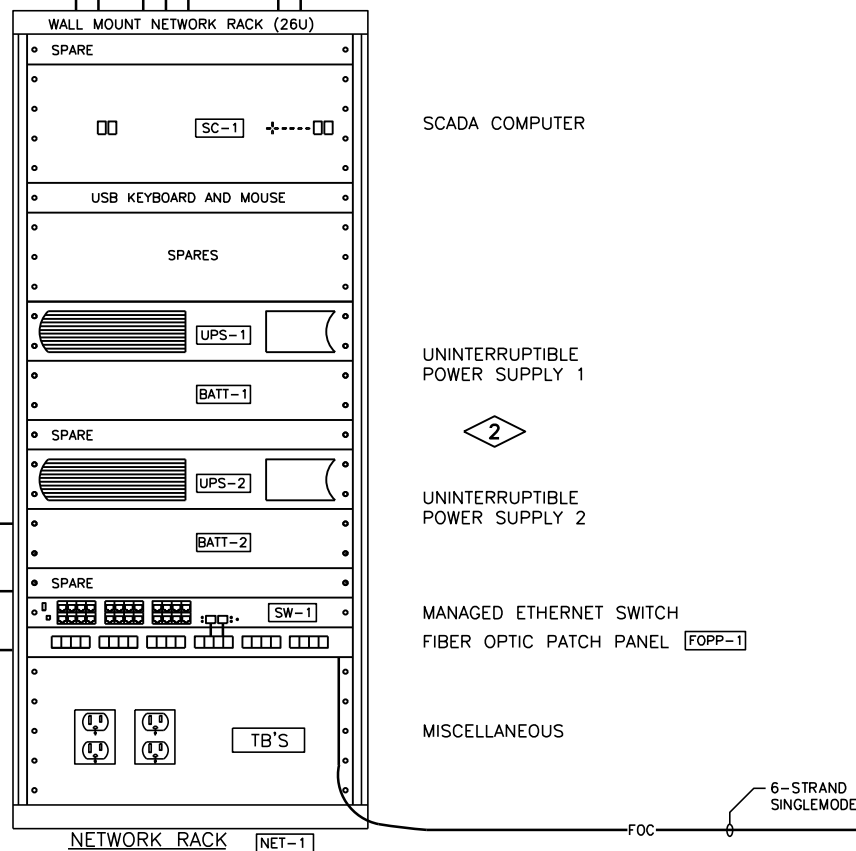 WALL MOUNT NETWORK RACK (26U)
SPARE
SC-1
SCADA COMPUTER
USB KEYBOARD AND MOUSE
SPARES
UPS-1
UNINTERRUPTIBLE
POWER SUPPLY 1
BATT-1
2
SPARE
UPS-2
UNINTERRUPTIBLE
POWER SUPPLY 2
BATT-2
SPARE
SW-1
MANAGED ETHERNET SWITCH
FIBER OPTIC PATCH PANEL FOPP-1
TB'S
MISCELLANEOUS
6-STRAND
SINGLEMODE
FOC
NETWORK RACK NET-1